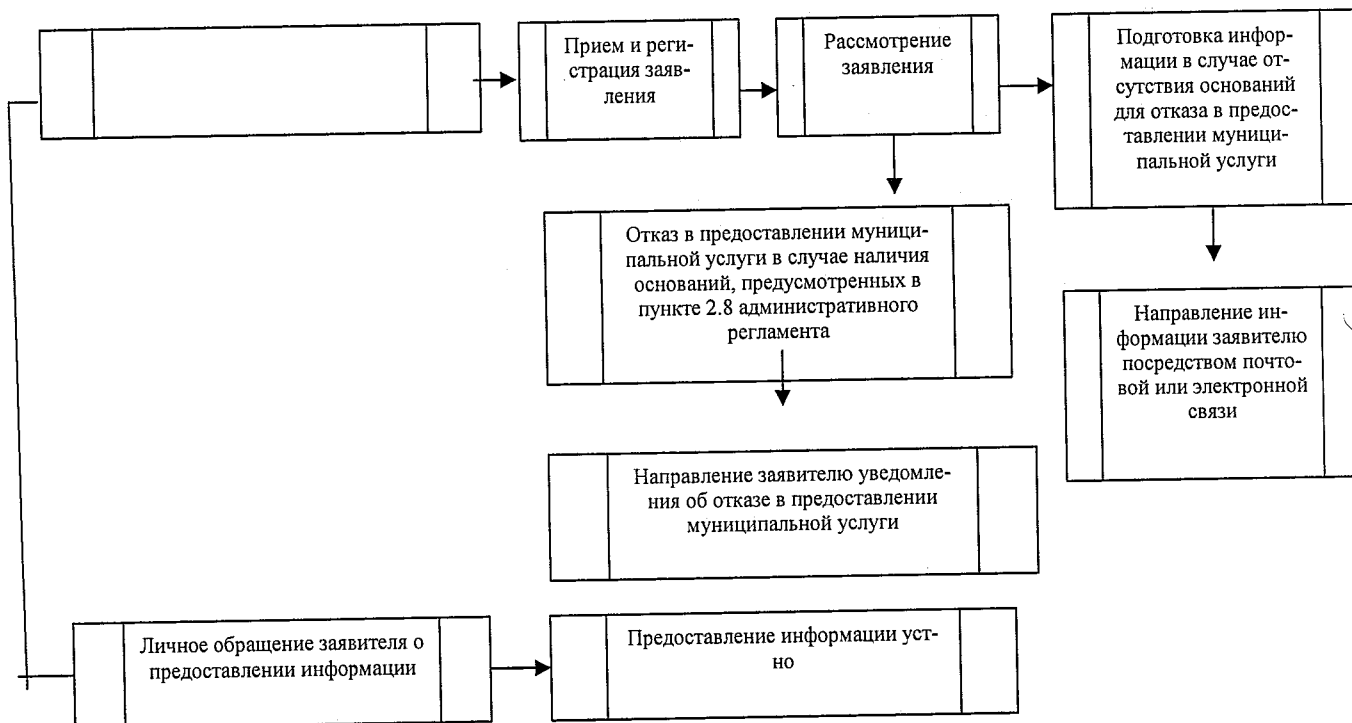 Прием и реги-
страция заяв-
ления
Рассмотрение
заявления
Подготовка инфор-
мации в случае от-
сутствия оснований
для отказа в предос-
тавлении муници-
пальной услуги
Отказ в предоставлении муници-
пальной услуги в случае наличия
оснований, предусмотренных в
пункте 2.8 административного
регламента
Направление ин-
формации заявителю
посредством почто-
вой или электронной
связи
Направление заявителю уведомле-
ния об отказе в предоставлении
муниципальной услуги
Личное обращение заявителя о
предоставлении информации
Предоставление информации уст-
но